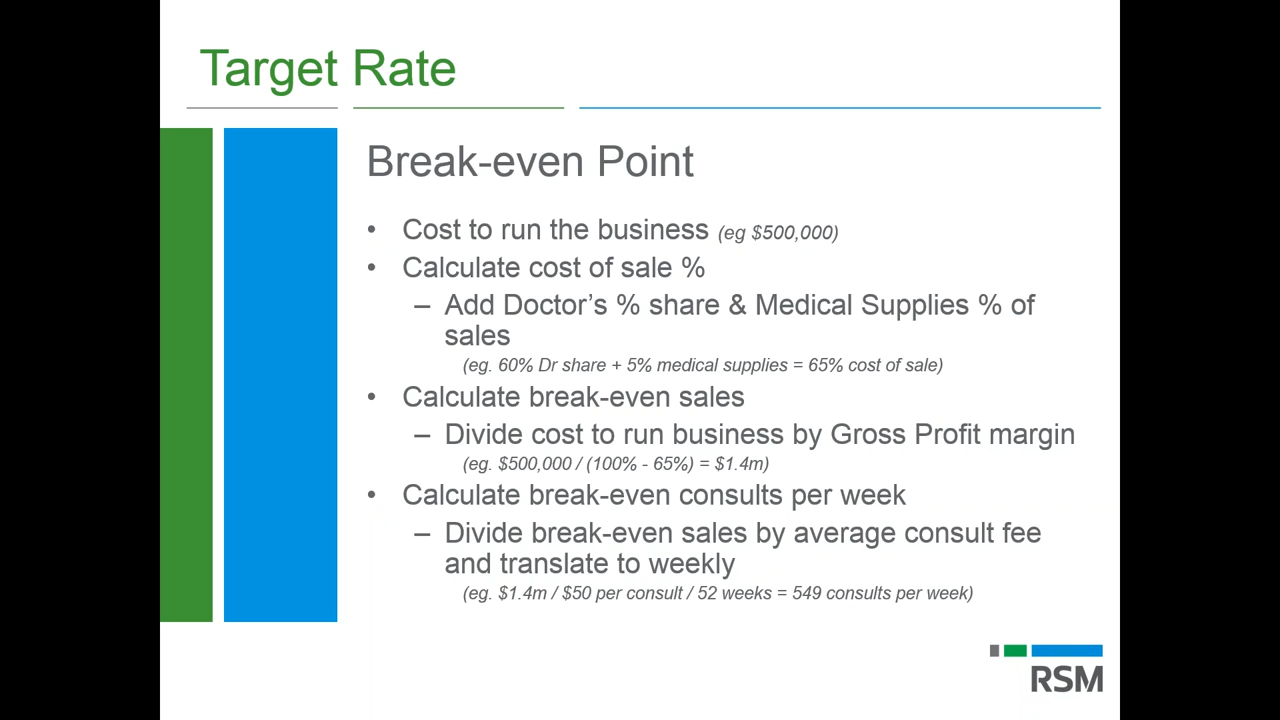 Target Rate
Break-even Point
• Cost to run the business (eg $500,000)
• Calculate cost of sale %
– Add Doctor’s % share & Medical Supplies % of
sales
(eg. 60% Dr share + 5% medical supplies = 65% cost of sale)
• Calculate break-even sales
– Divide cost to run business by Gross Profit margin
(eg. $500,000 / (100% - 65%) = $1.4m)
• Calculate break-even consults per week
– Divide break-even sales by average consult fee
and translate to weekly
(eg. $1.4m / $50 per consult / 52 weeks = 549 consults per week)
RSM